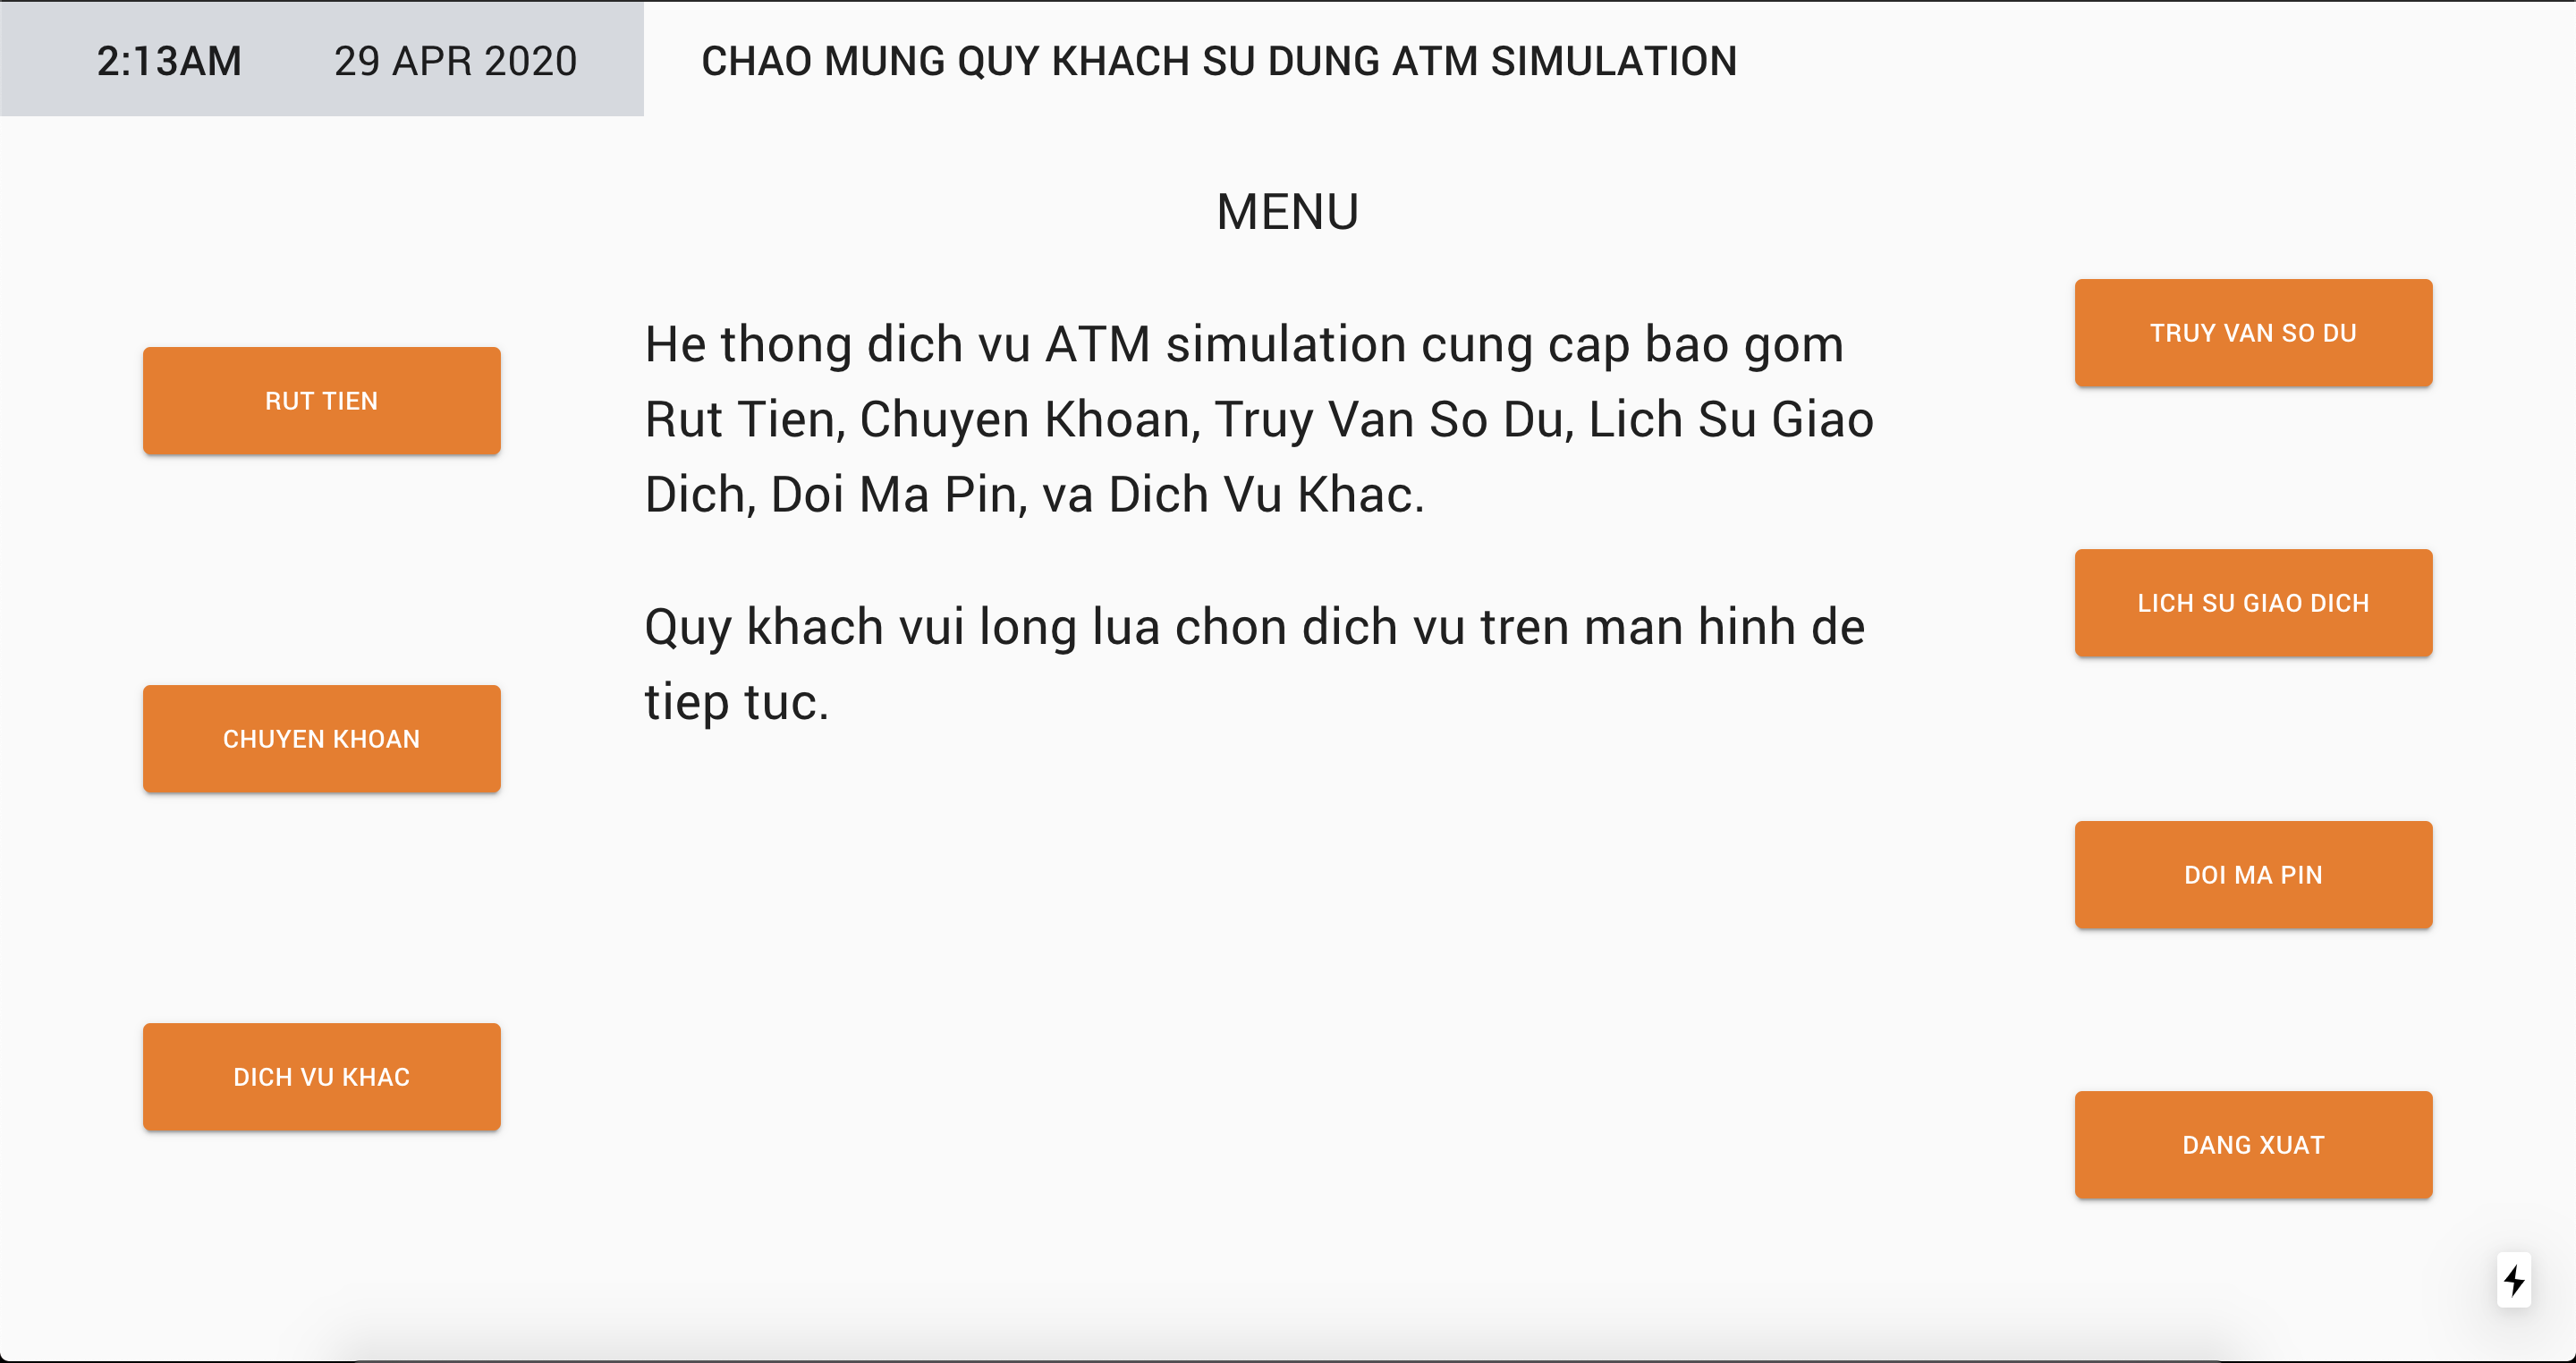 2:13AM 29 APR 2020 CHAO MUNG QUY KHACH SU DUNG ATM SIMULATION
MENU
RUT TIEN
CHUYEN KHOAN
DICH VU KHAC
He thong dich vu ATM simulation cung cap bao gom
Rut Tien, Chuyen Khoan, Truy Van So Du, Lich Su Giao
Dich, Doi Ma Pin, va Dich Vu Khac.
Quy khach vui long lua chon dich vu tren man hinh de
tiep tuc.
TRUY VAN SO DU
LICH SU GIAO DICH
DOI MA PIN
DANG XUAT